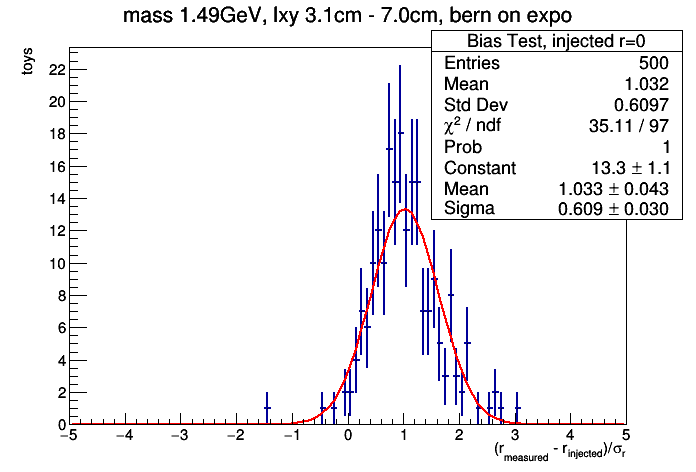 mass 1.49GeV, lxy 3.1cm - 7.0cm, bern on expo
Bias Test, injected r=0
Entries 500
Mean 1.032
Std Dev 0.6097
χ² / ndf 35.11 / 97
Prob 1
Constant 13.3 ± 1.1
Mean 1.033 ± 0.043
Sigma 0.609 ± 0.030
toys
22
20
18
16
14
12
10
8
6
4
2
0
−5 −4 −3 −2 −1 0 1 2 3 4 5
(r_measured - r_injected)/σ_r